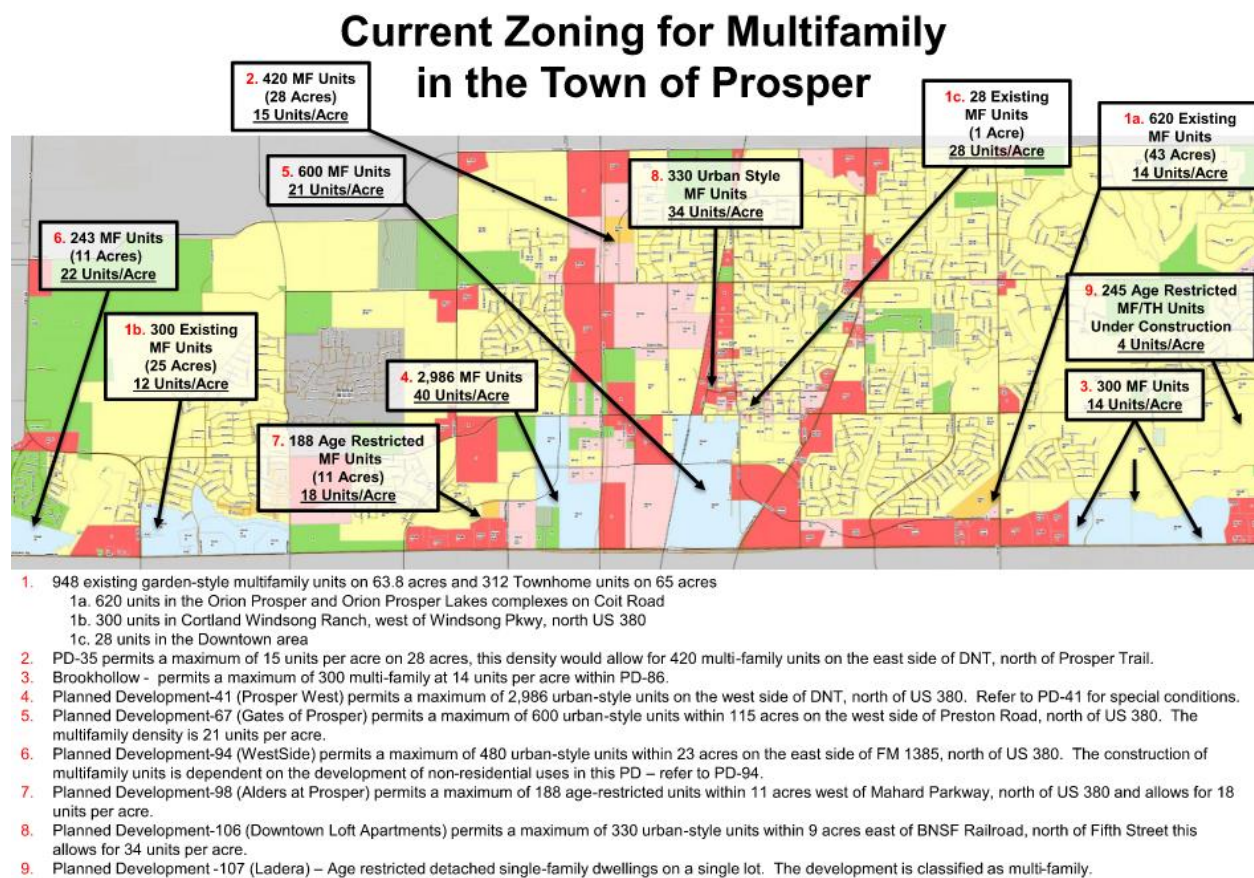 Current Zoning for Multifamily
in the Town of Prosper
2. 420 MF Units
(28 Acres)
15 Units/Acre
1c. 28 Existing
MF Units
(1 Acre)
28 Units/Acre
1a. 620 Existing
MF Units
(43 Acres)
14 Units/Acre
5. 600 MF Units
21 Units/Acre
8. 330 Urban Style
MF Units
34 Units/Acre
6. 243 MF Units
(11 Acres)
22 Units/Acre
9. 245 Age Restricted
MF/TH Units
Under Construction
4 Units/Acre
1b. 300 Existing
MF Units
(25 Acres)
12 Units/Acre
4. 2,986 MF Units
40 Units/Acre
3. 300 MF Units
14 Units/Acre
7. 188 Age Restricted
MF Units
(11 Acres)
18 Units/Acre
1. 948 existing garden-style multifamily units on 63.8 acres and 312 Townhome units on 65 acres
1a. 620 units in the Orion Prosper and Orion Prosper Lakes complexes on Coit Road
1b. 300 units in Cortland Windsong Ranch, west of Windsong Pkwy, north US 380
1c. 28 units in the Downtown area
2. PD-35 permits a maximum of 15 units per acre on 28 acres, this density would allow for 420 multi-family units on the east side of DNT, north of Prosper Trail.
3. Brookhollow - permits a maximum of 300 multi-family at 14 units per acre within PD-86.
4. Planned Development-41 (Prosper West) permits a maximum of 2,986 urban-style units on the west side of DNT, north of US 380. Refer to PD-41 for special conditions.
5. Planned Development-67 (Gates of Prosper) permits a maximum of 600 urban-style units within 115 acres on the west side of Preston Road, north of US 380. The
multifamily density is 21 units per acre.
6. Planned Development-94 (WestSide) permits a maximum of 480 urban-style units within 23 acres on the east side of FM 1385, north of US 380. The construction of
multifamily units is dependent on the development of non-residential uses in this PD – refer to PD-94.
7. Planned Development-98 (Alders at Prosper) permits a maximum of 188 age-restricted units within 11 acres west of Mahard Parkway, north of US 380 and allows for 18
units per acre.
8. Planned Development-106 (Downtown Loft Apartments) permits a maximum of 330 urban-style units within 9 acres east of BNSF Railroad, north of Fifth Street this
allows for 34 units per acre.
9. Planned Development -107 (Ladera) – Age restricted detached single-family dwellings on a single lot. The development is classified as multi-family.